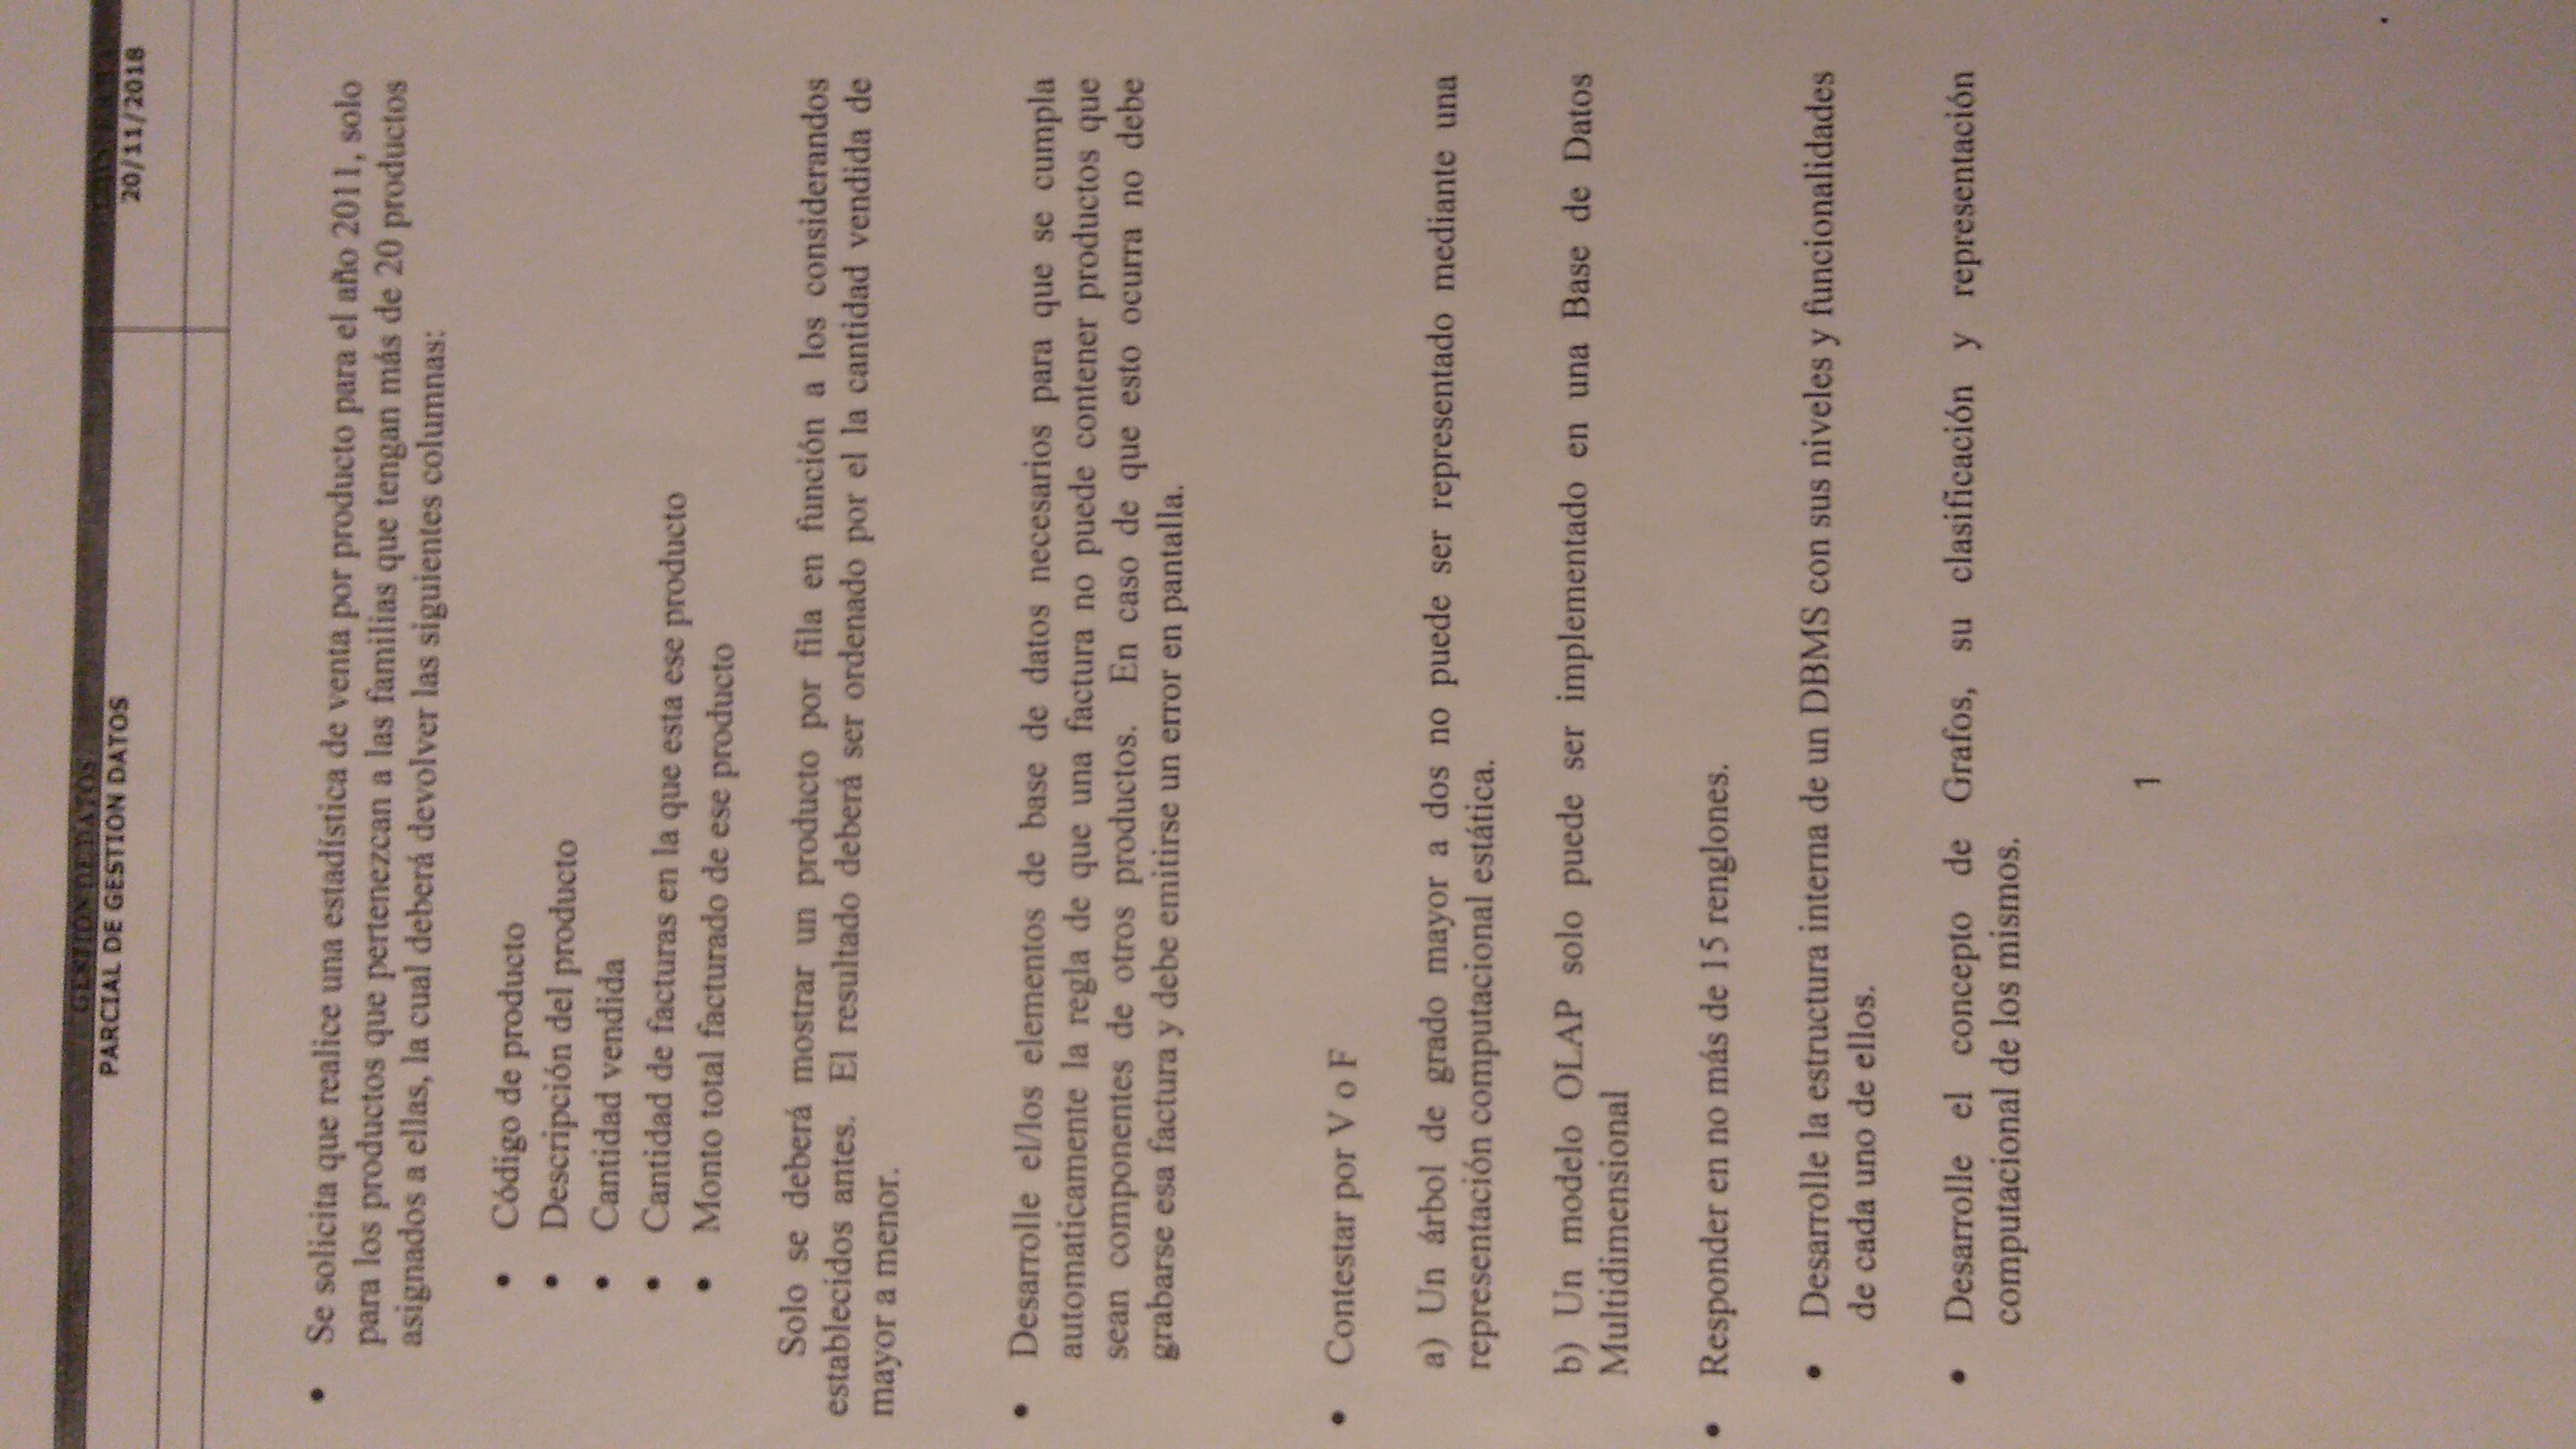 GESTION DE DATOS
PARCIAL DE GESTION DATOS
20/11/2018
• Se solicita que realice una estadística de venta por producto para el año 2011, solo
para los productos que pertenezcan a las familias que tengan más de 20 productos
asignados a ellas, la cual deberá devolver las siguientes columnas:
• Código de producto
• Descripción del producto
• Cantidad vendida
• Cantidad de facturas en la que esta ese producto
• Monto total facturado de ese producto
Solo se deberá mostrar un producto por fila en función a los considerandos
establecidos antes. El resultado deberá ser ordenado por el la cantidad vendida de
mayor a menor.
• Desarrolle el/los elementos de base de datos necesarios para que se cumpla
automaticamente la regla de que una factura no puede contener productos que
sean componentes de otros productos. En caso de que esto ocurra no debe
grabarse esa factura y debe emitirse un error en pantalla.
• Contestar por V o F
a) Un árbol de grado mayor a dos no puede ser representado mediante una
representación computacional estática.
b) Un modelo OLAP solo puede ser implementado en una Base de Datos
Multidimensional
• Responder en no más de 15 renglones.
• Desarrolle la estructura interna de un DBMS con sus niveles y funcionalidades
de cada uno de ellos.
• Desarrolle el concepto de Grafos, su clasificación y representación
computacional de los mismos.
1